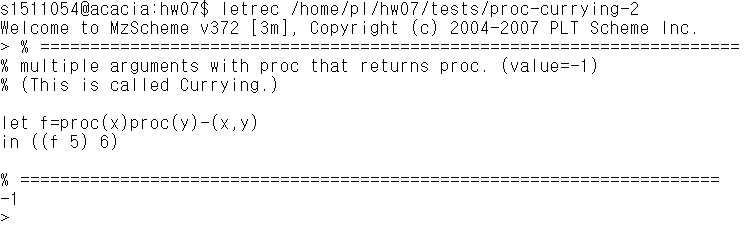 s1511054@acacia:hw07$ letrec /home/pl/hw07/tests/proc-currying-2
Welcome to MzScheme v372 [3m], Copyright (c) 2004-2007 PLT Scheme Inc.
> % ====================================================================
% multiple arguments with proc that returns proc. (value=-1)
% (This is called Currying.)
let f=proc(x)proc(y)-(x,y)
in ((f 5) 6)
% ======================================================================
-1
>